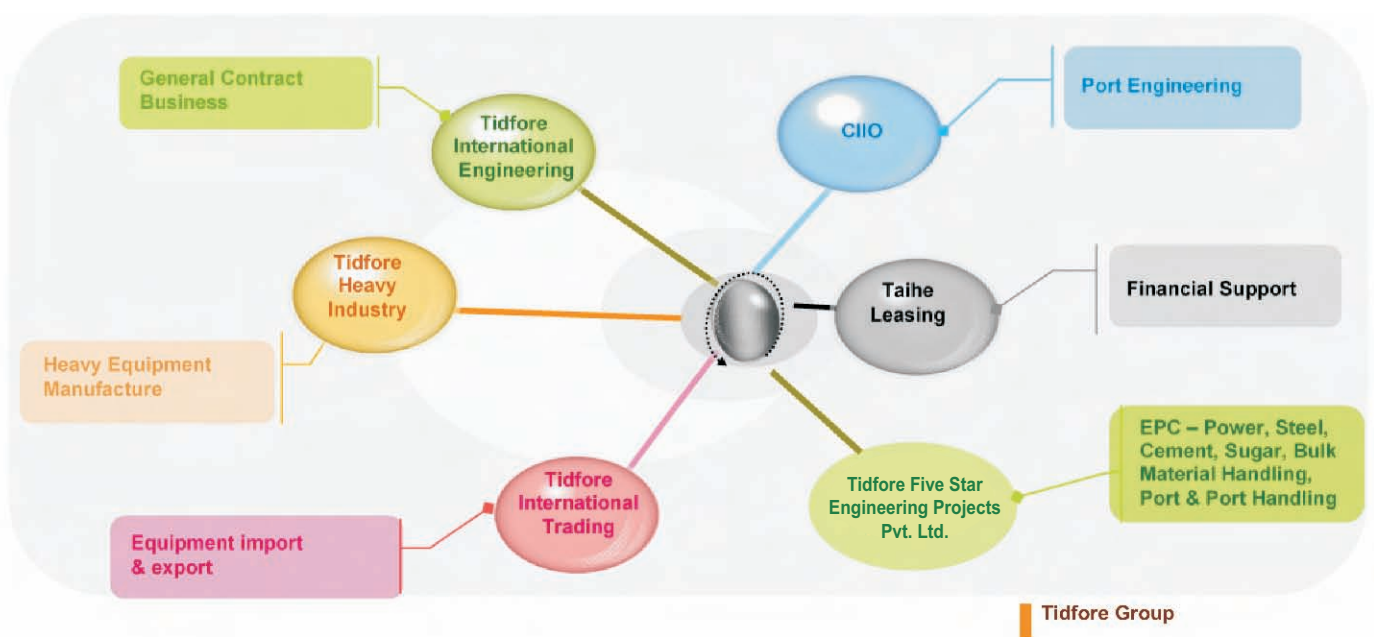 General Contract
Business
Tidfore
International
Engineering
CIIO
Port Engineering
Tidfore
Heavy
Industry
Heavy Equipment
Manufacture
Taihe
Leasing
Financial Support
Tidfore
International
Trading
Equipment import
& export
Tidfore Five Star
Engineering Projects
Pvt. Ltd.
EPC – Power, Steel,
Cement, Sugar, Bulk
Material Handling,
Port & Port Handling
Tidfore Group